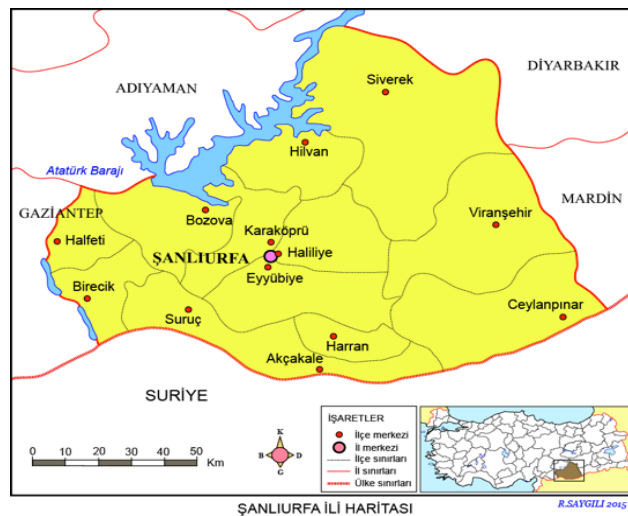 DİYARBAKIR
ADIYAMAN
Siverek
Hilvan
Atatürk Barajı
MARDİN
GAZİANTEP
Bozova
Viranşehir
Halfeti
Karaköprü
ŞANLIURFA
Haliliye
Eyyübiye
Birecik
Suruç
Ceylanpınar
Harran
Akçakale
SURİYE
İŞARETLER
İlçe merkezi
İl merkezi
İlçe sınırları
İl sınırları
Ülke sınırları
K
B
D
G
0 10 20 30 40 50
Km
R.SAYGILI 2015
ŞANLIURFA İLİ HARİTASI